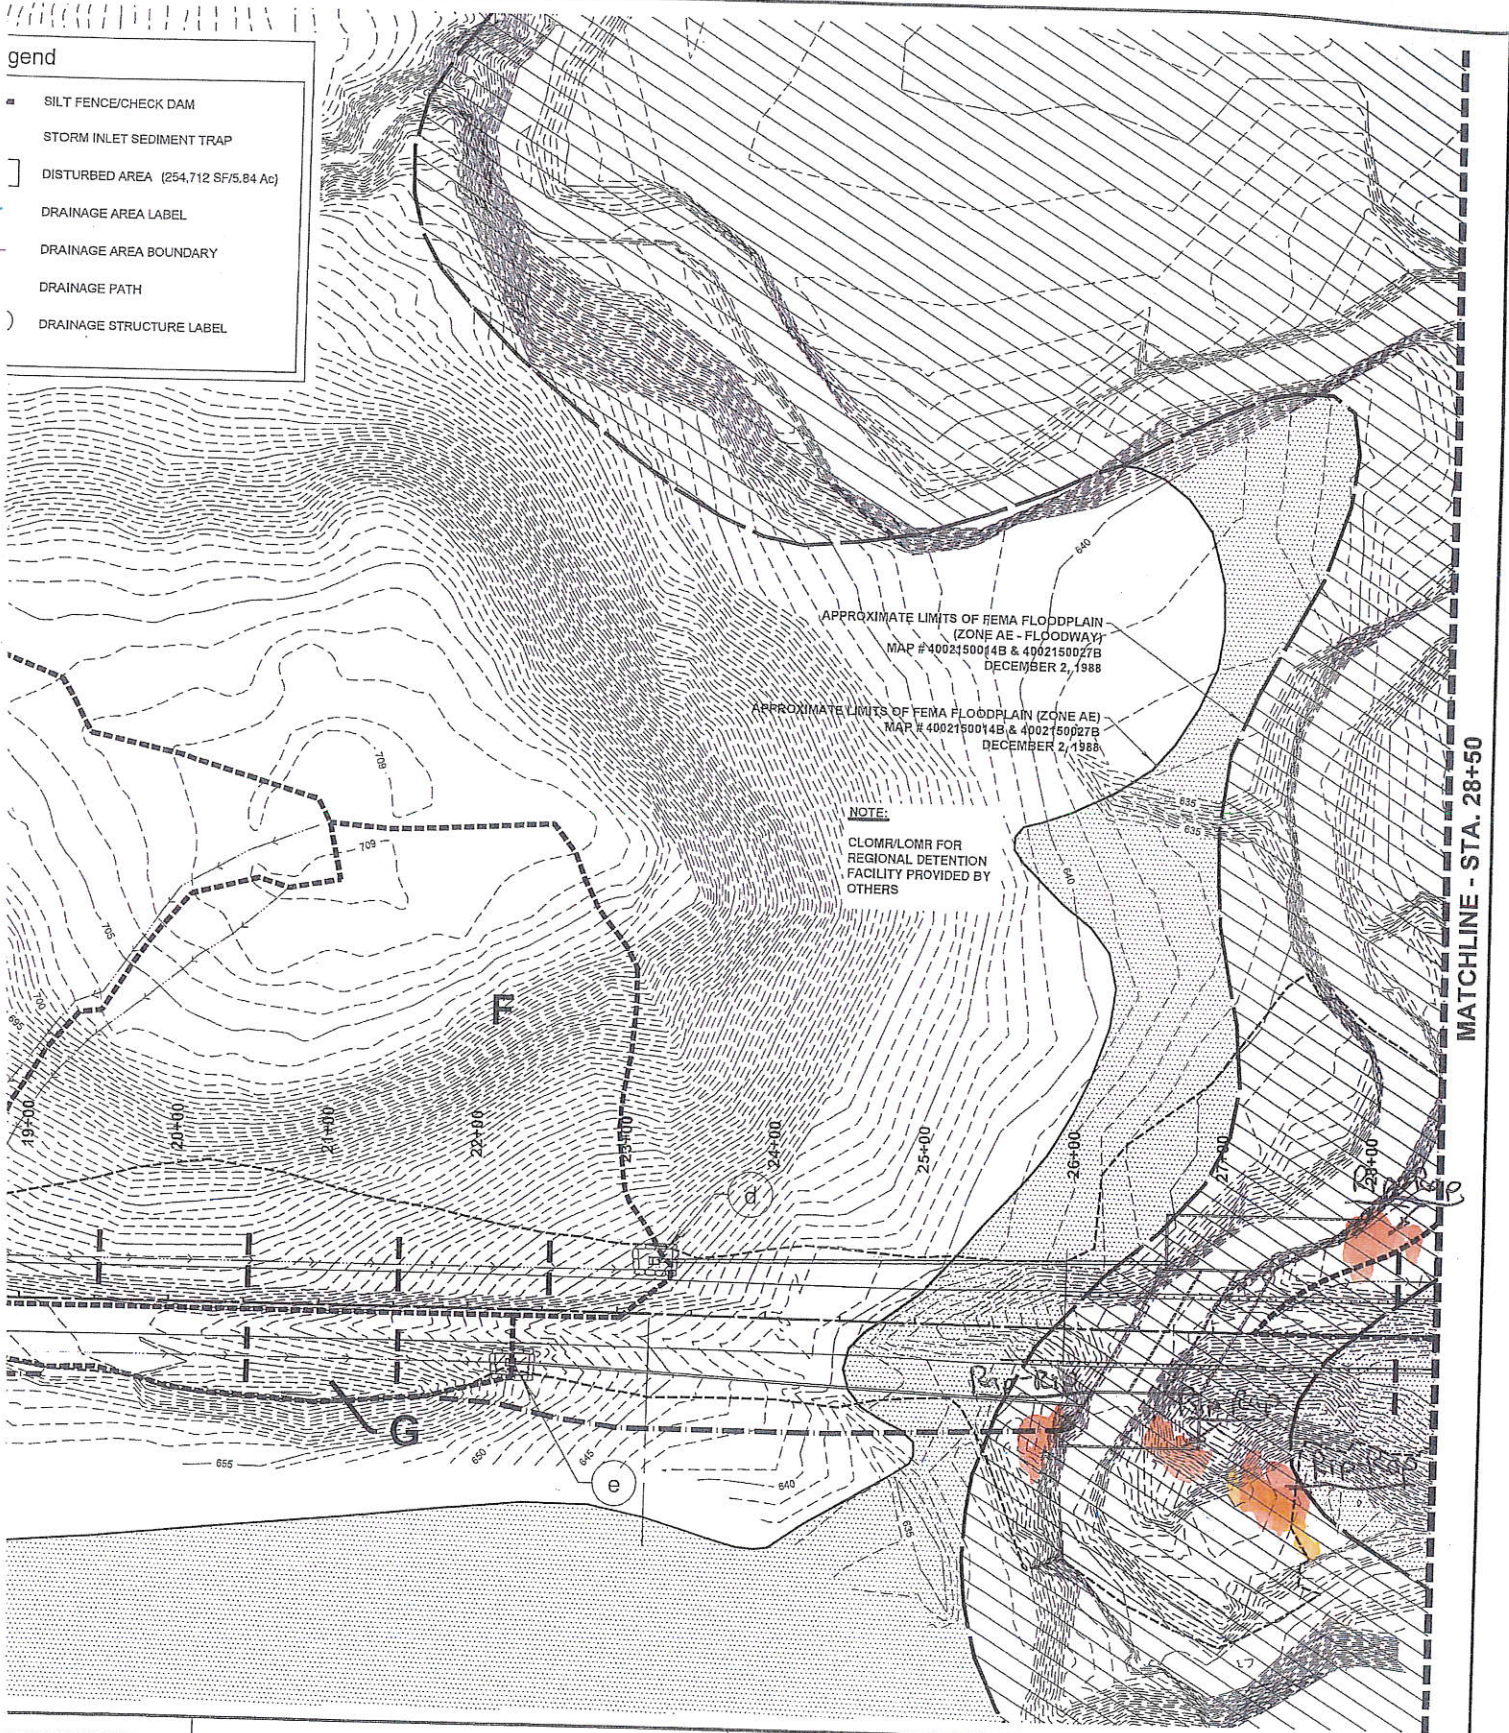 gend
SILT FENCE/CHECK DAM
STORM INLET SEDIMENT TRAP
DISTURBED AREA (254,712 SF/5.84 Ac)
DRAINAGE AREA LABEL
DRAINAGE AREA BOUNDARY
DRAINAGE PATH
DRAINAGE STRUCTURE LABEL
640
APPROXIMATE LIMITS OF FEMA FLOODPLAIN
(ZONE AE - FLOODWAY)
MAP # 4002150014B & 4002150027B
DECEMBER 2, 1988
APPROXIMATE LIMITS OF FEMA FLOODPLAIN (ZONE AE)
MAP # 4002150014B & 4002150027B
DECEMBER 2, 1988
MATCHLINE - STA. 28+50
709
635
635
NOTE:
CLOMR/LOMR FOR
REGIONAL DETENTION
FACILITY PROVIDED BY
OTHERS
709
640
705
700
695
F
19+00
20+00
21+00
22+00
23+00
24+00
25+00
26+00
27+00
28+00
Rip Rap
d
Rip Rap
Rip Rap
G
Rip Rap
655
650
645
640
e
635